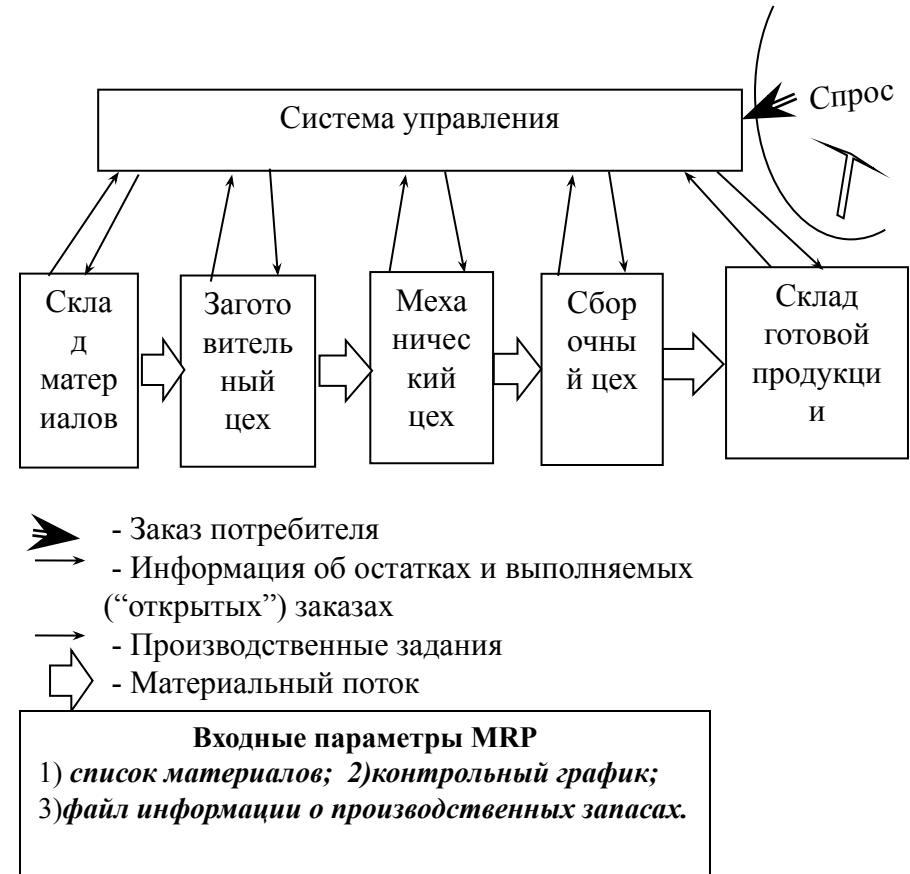 Спрос
Система управления
Скла
д
матер
иалов
Загото
витель
ный
цех
Меха
ничес
кий
цех
Сбор
очны
й цех
Склад
готовой
продукци
и
- Заказ потребителя
- Информация об остатках и выполняемых
(“открытых”) заказах
- Производственные задания
- Материальный поток
Входные параметры MRP
1) список материалов; 2)контрольный график;
3)файл информации о производственных запасах.